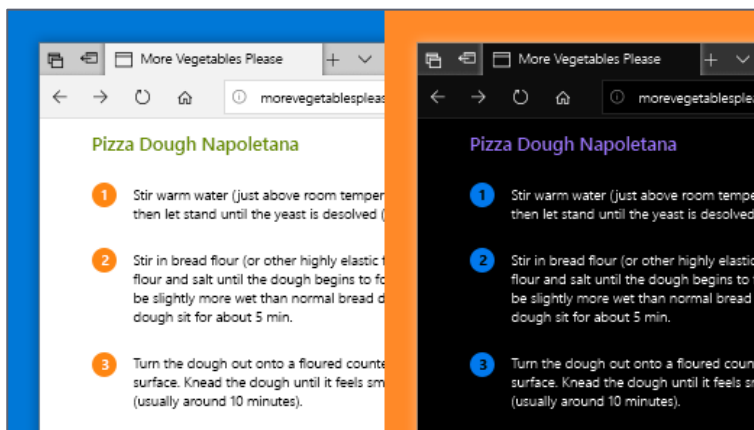 More Vegetables Please
morevegetablespleas
Pizza Dough Napoletana
1
Stir warm water (just above room temper
then let stand until the yeast is desolved (
2
Stir in bread flour (or other highly elastic f
flour and salt until the dough begins to fo
be slightly more wet than normal bread d
dough sit for about 5 min.
3
Turn the dough out onto a floured counte
surface. Knead the dough until it feels sm
(usually around 10 minutes).
More Vegetables Please
morevegetablesplea
Pizza Dough Napoletana
1
Stir warm water (just above room tempe
then let stand until the yeast is desolved
2
Stir in bread flour (or other highly elastic
flour and salt until the dough begins to f
be slightly more wet than normal bread
dough sit for about 5 min.
3
Turn the dough out onto a floured coun
surface. Knead the dough until it feels s
(usually around 10 minutes).